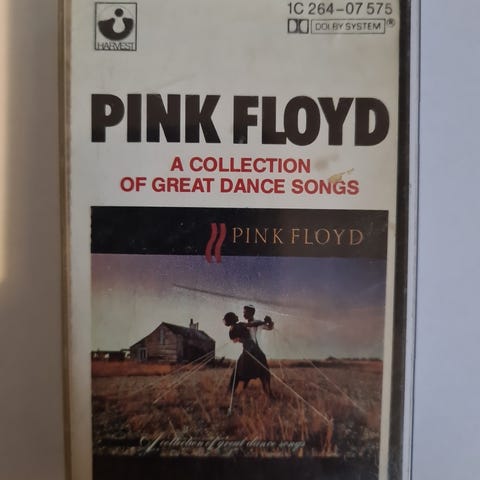 HARVEST
1C 264-07 575
DOLBY SYSTEM®
PINK FLOYD
A COLLECTION
OF GREAT DANCE SONGS
PINK FLOYD
A collection of great dance songs